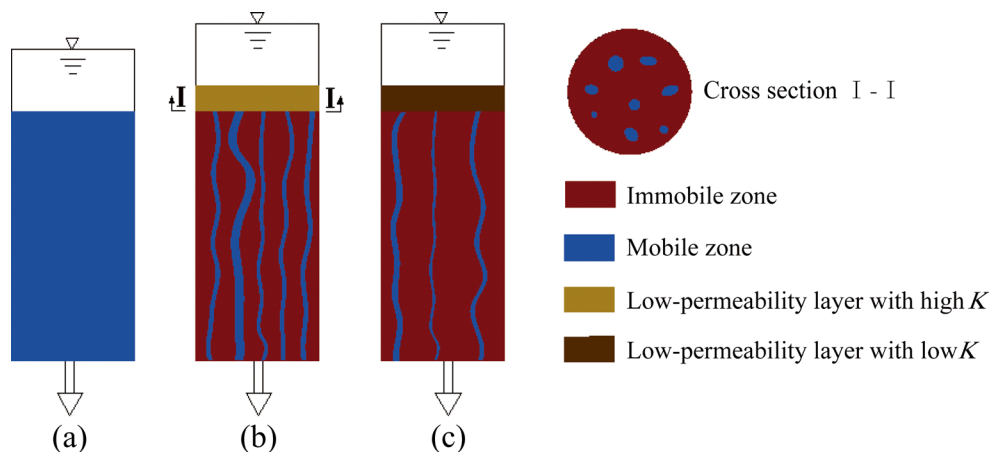 I
I
Cross section I - I
Immobile zone
Mobile zone
Low-permeability layer with high K
Low-permeability layer with low K
(a)
(b)
(c)